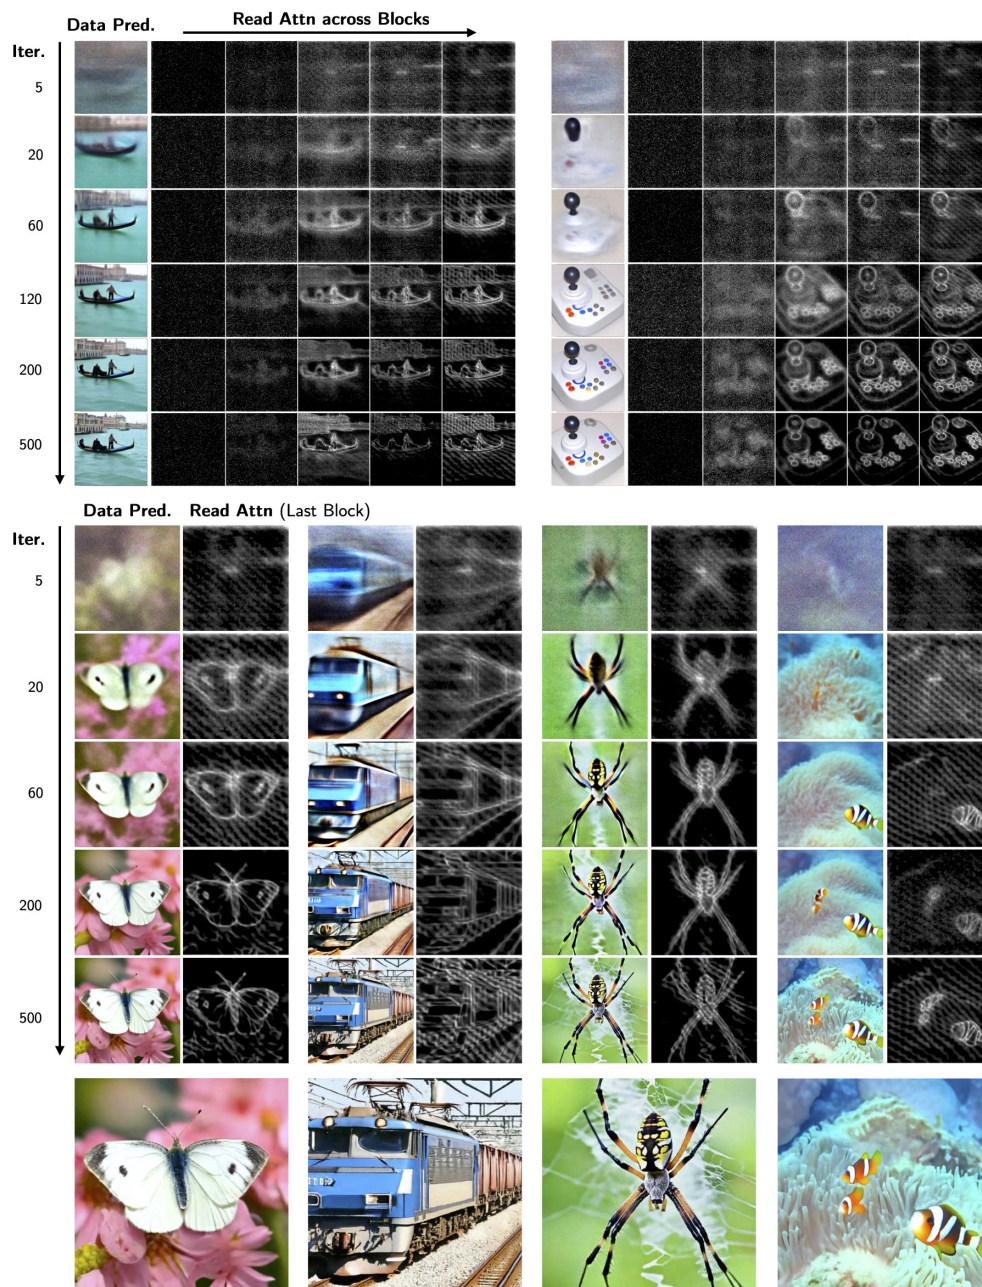 Data Pred. Read Attn across Blocks
Iter.
5
20
60
120
200
500
Data Pred. Read Attn (Last Block)
Iter.
5
20
60
200
500